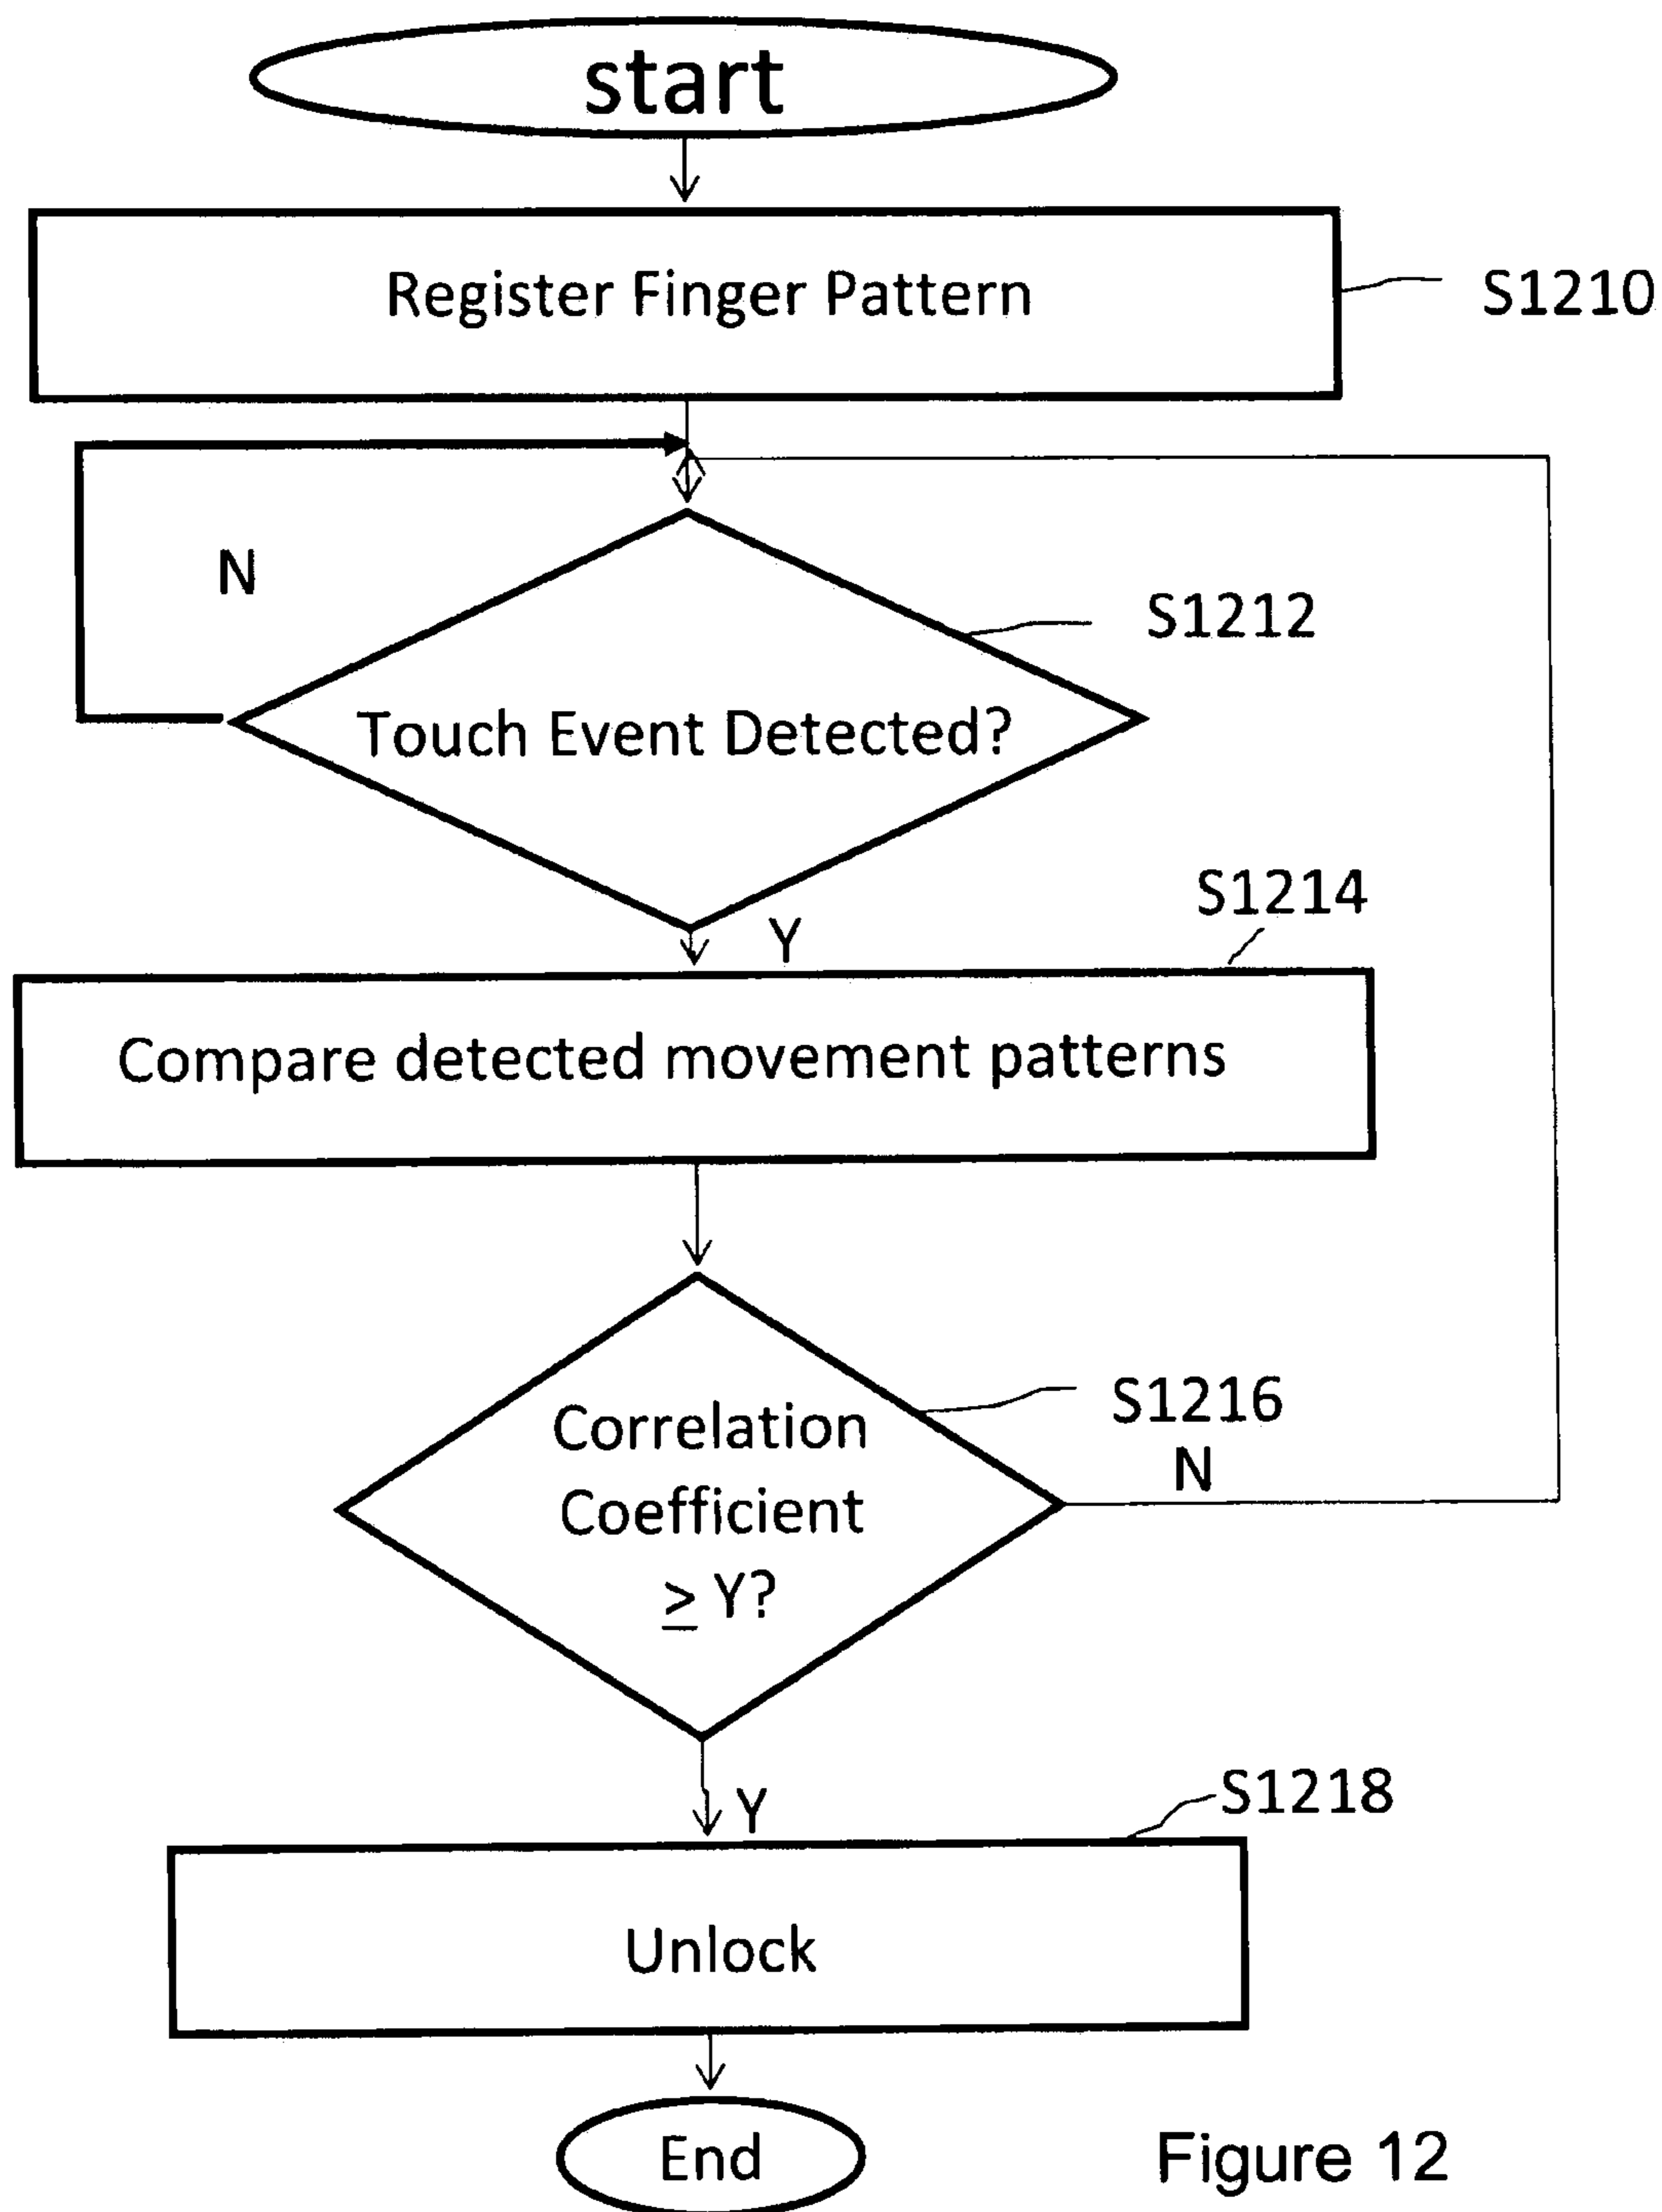 start
Register Finger Pattern
S1210
N
S1212
Touch Event Detected?
S1214
Y
Compare detected movement patterns
S1216
N
Correlation
Coefficient
≥ Y?
Y
S1218
Unlock
End
Figure 12